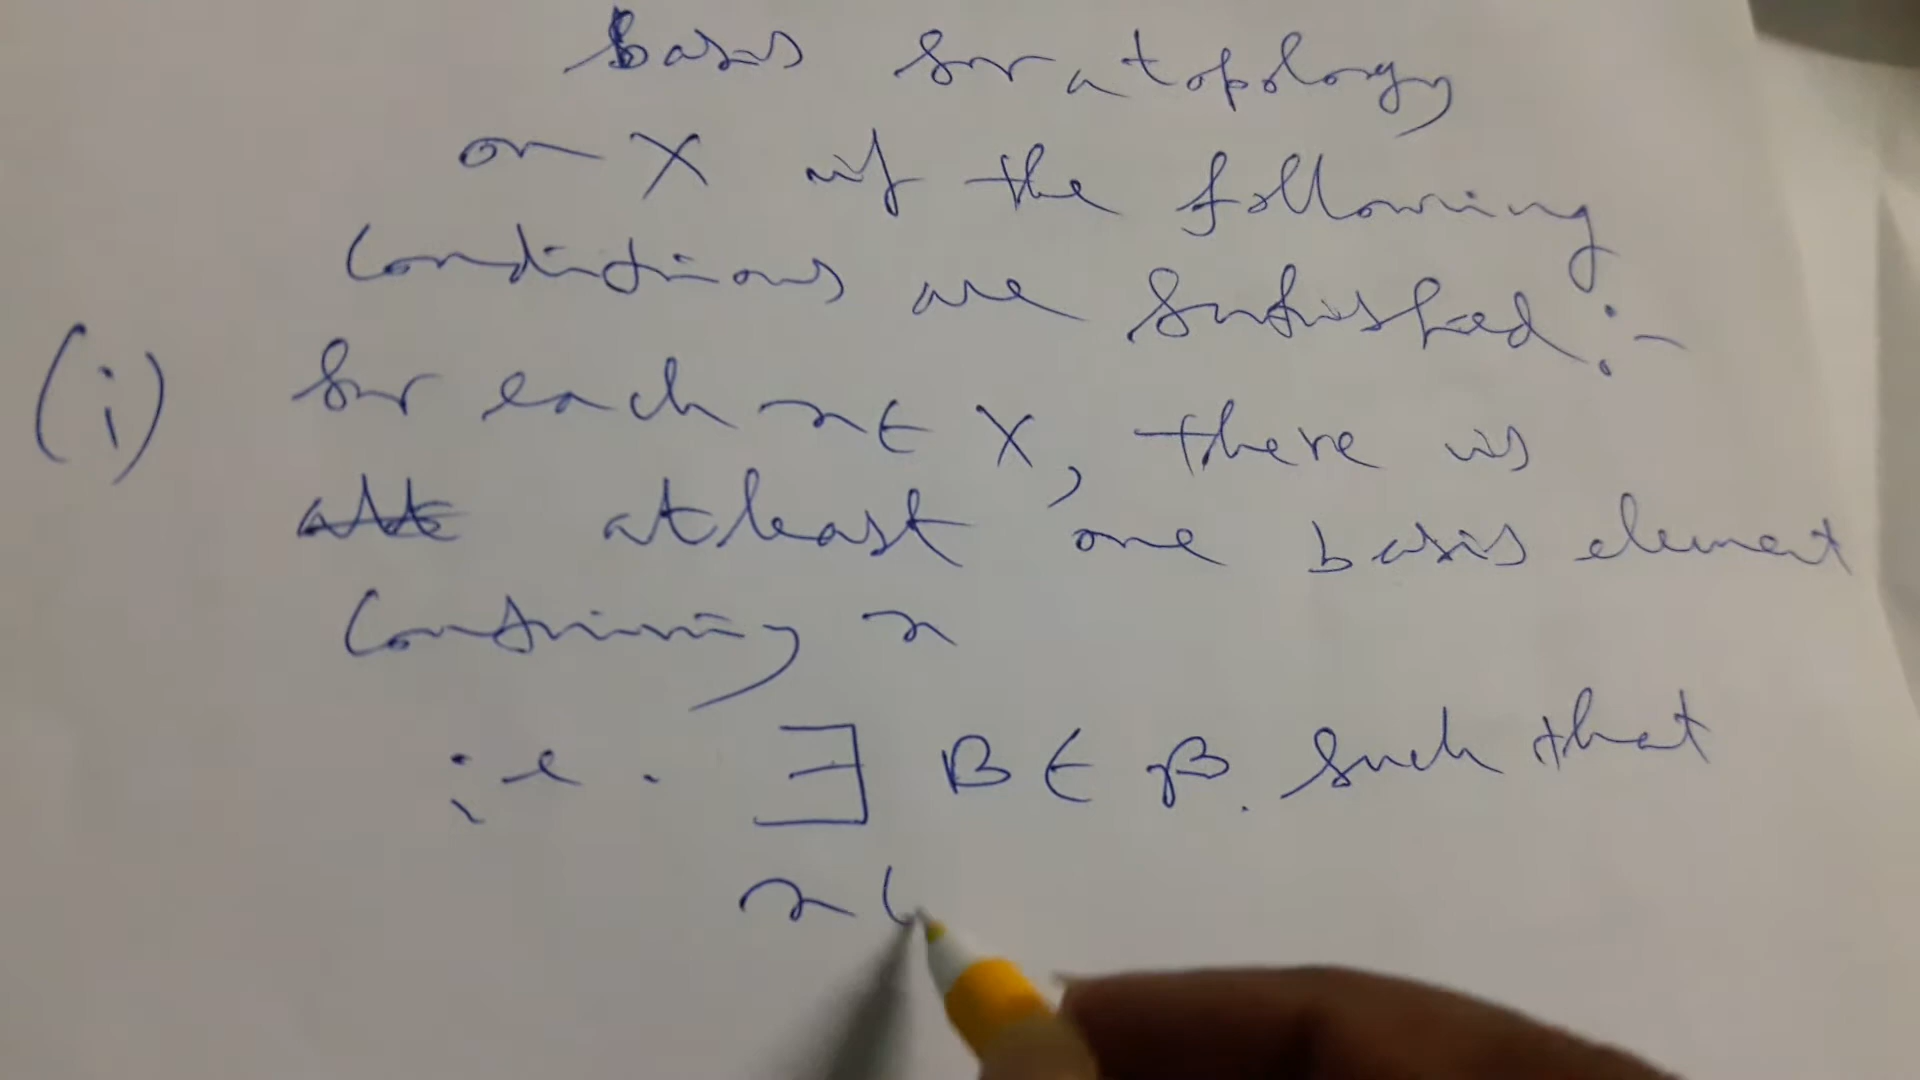 basis for a topology
on X if the following
conditions are satisfied :-
(i) for each x ∈ X, there is
atleast one basis element
containing x
i.e. ∃ B ∈ 𝓑 such that
x